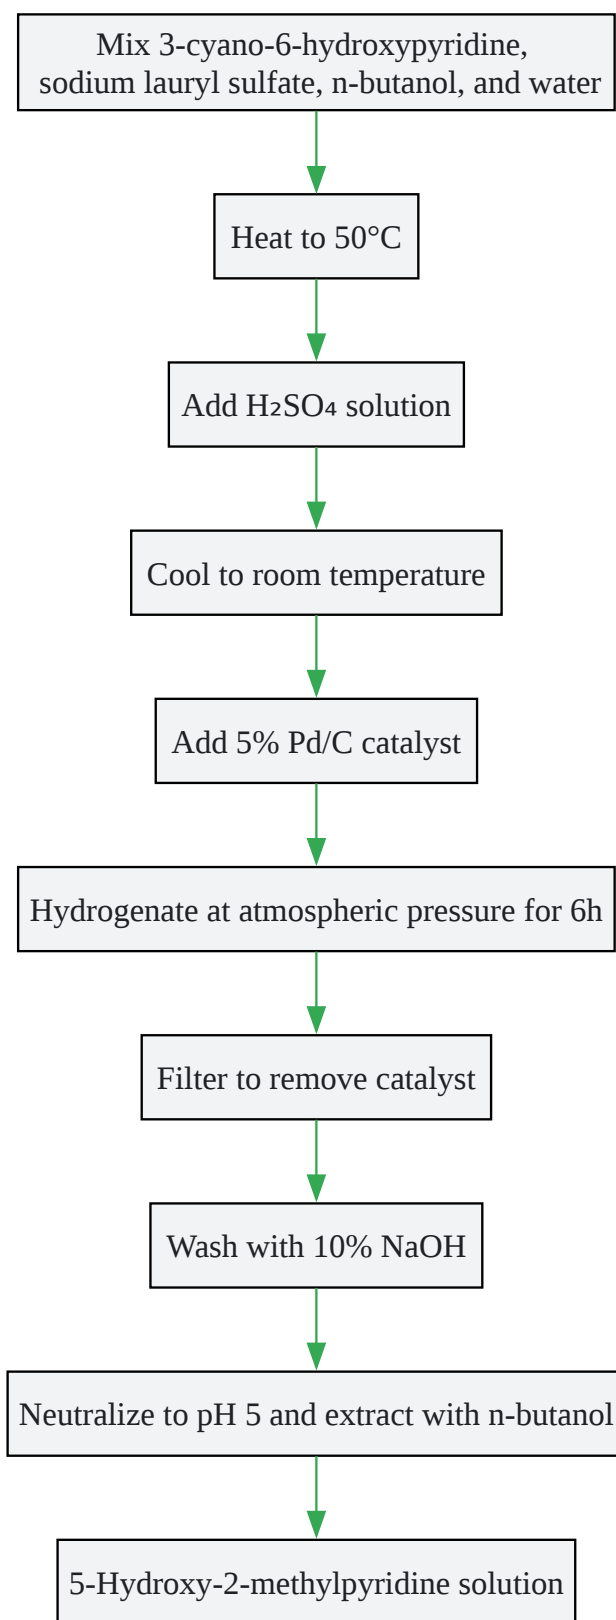 Mix 3-cyano-6-hydroxypyridine,
sodium lauryl sulfate, n-butanol, and water
Heat to 50°C
Add H₂SO₄ solution
Cool to room temperature
Add 5% Pd/C catalyst
Hydrogenate at atmospheric pressure for 6h
Filter to remove catalyst
Wash with 10% NaOH
Neutralize to pH 5 and extract with n-butanol
5-Hydroxy-2-methylpyridine solution